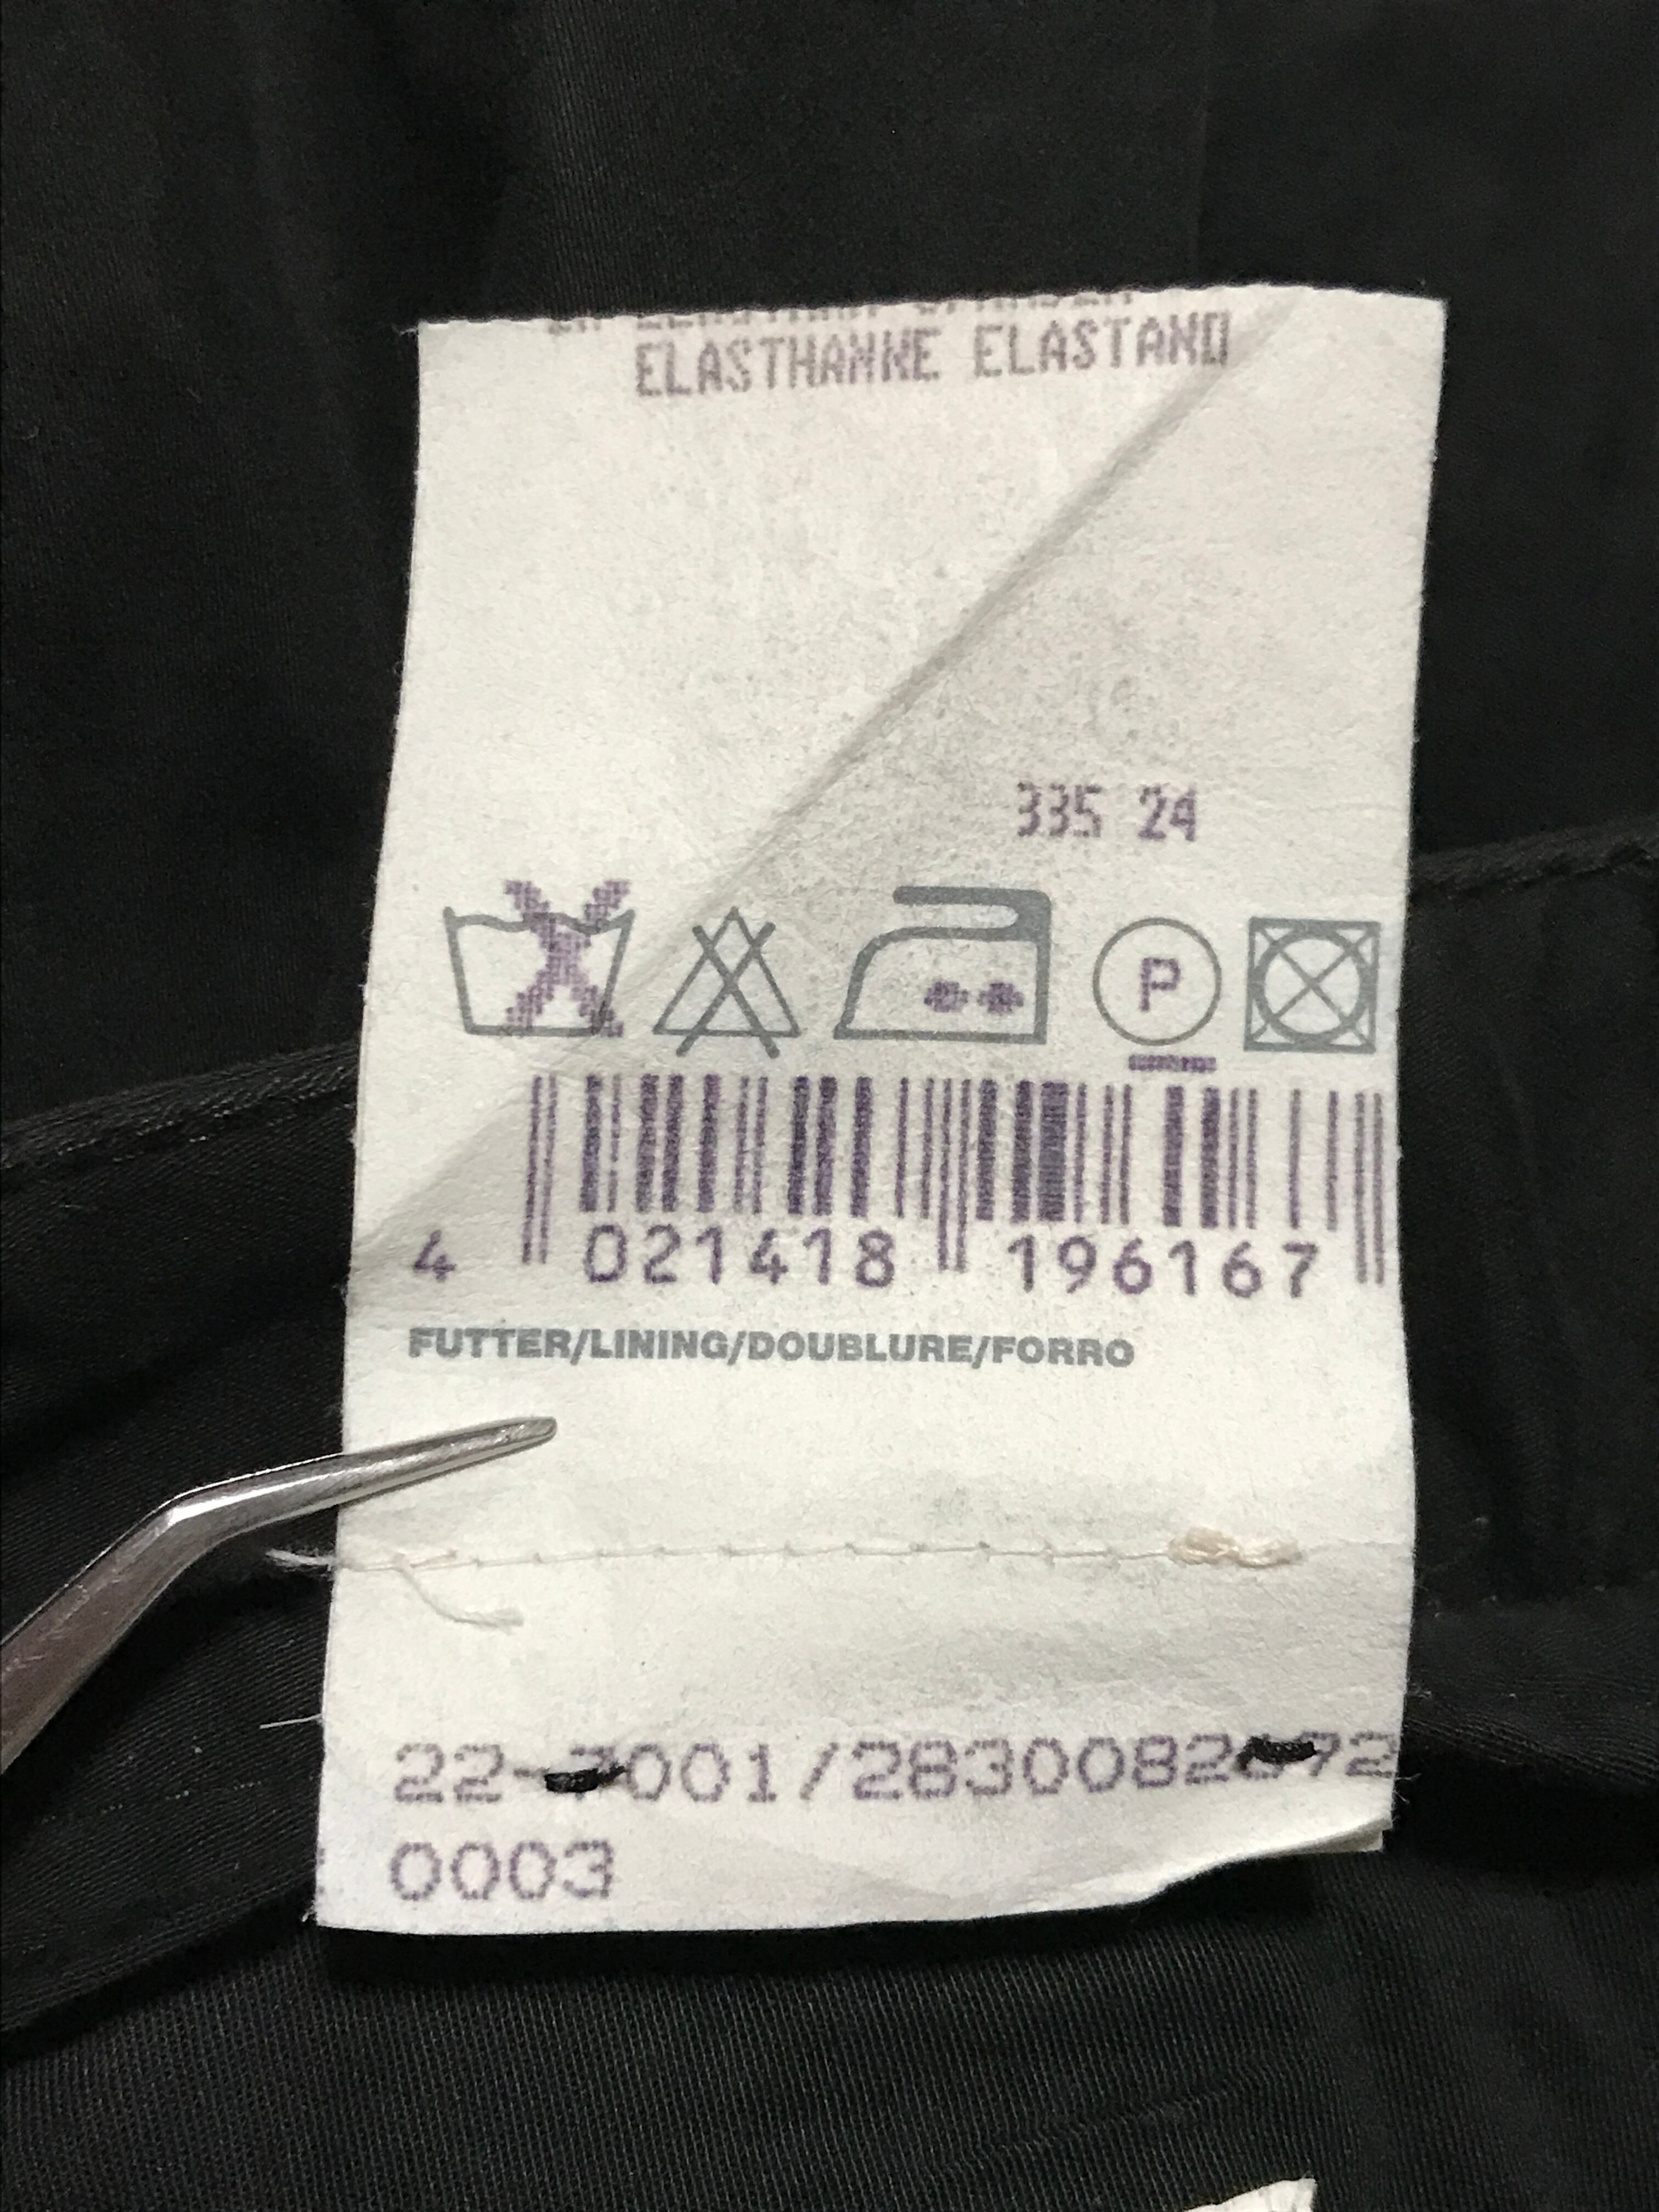 ELASTHANNE ELASTANO
335 24
P
4 021418 196167
FUTTER/LINING/DOUBLURE/FORRO
0003